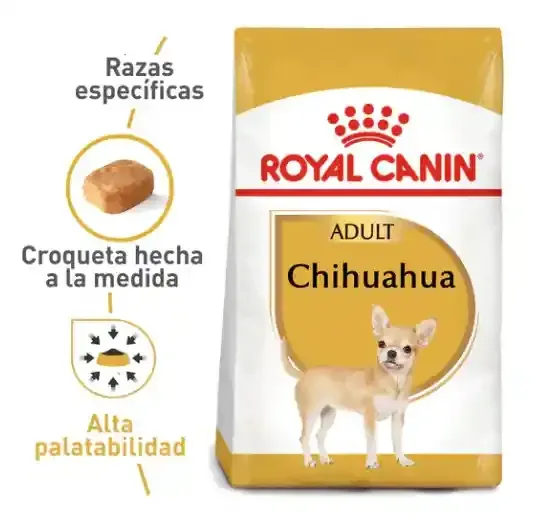 Razas
específicas
Croqueta hecha
a la medida
Alta
palatabilidad
ROYAL CANIN®
ADULT
Chihuahua